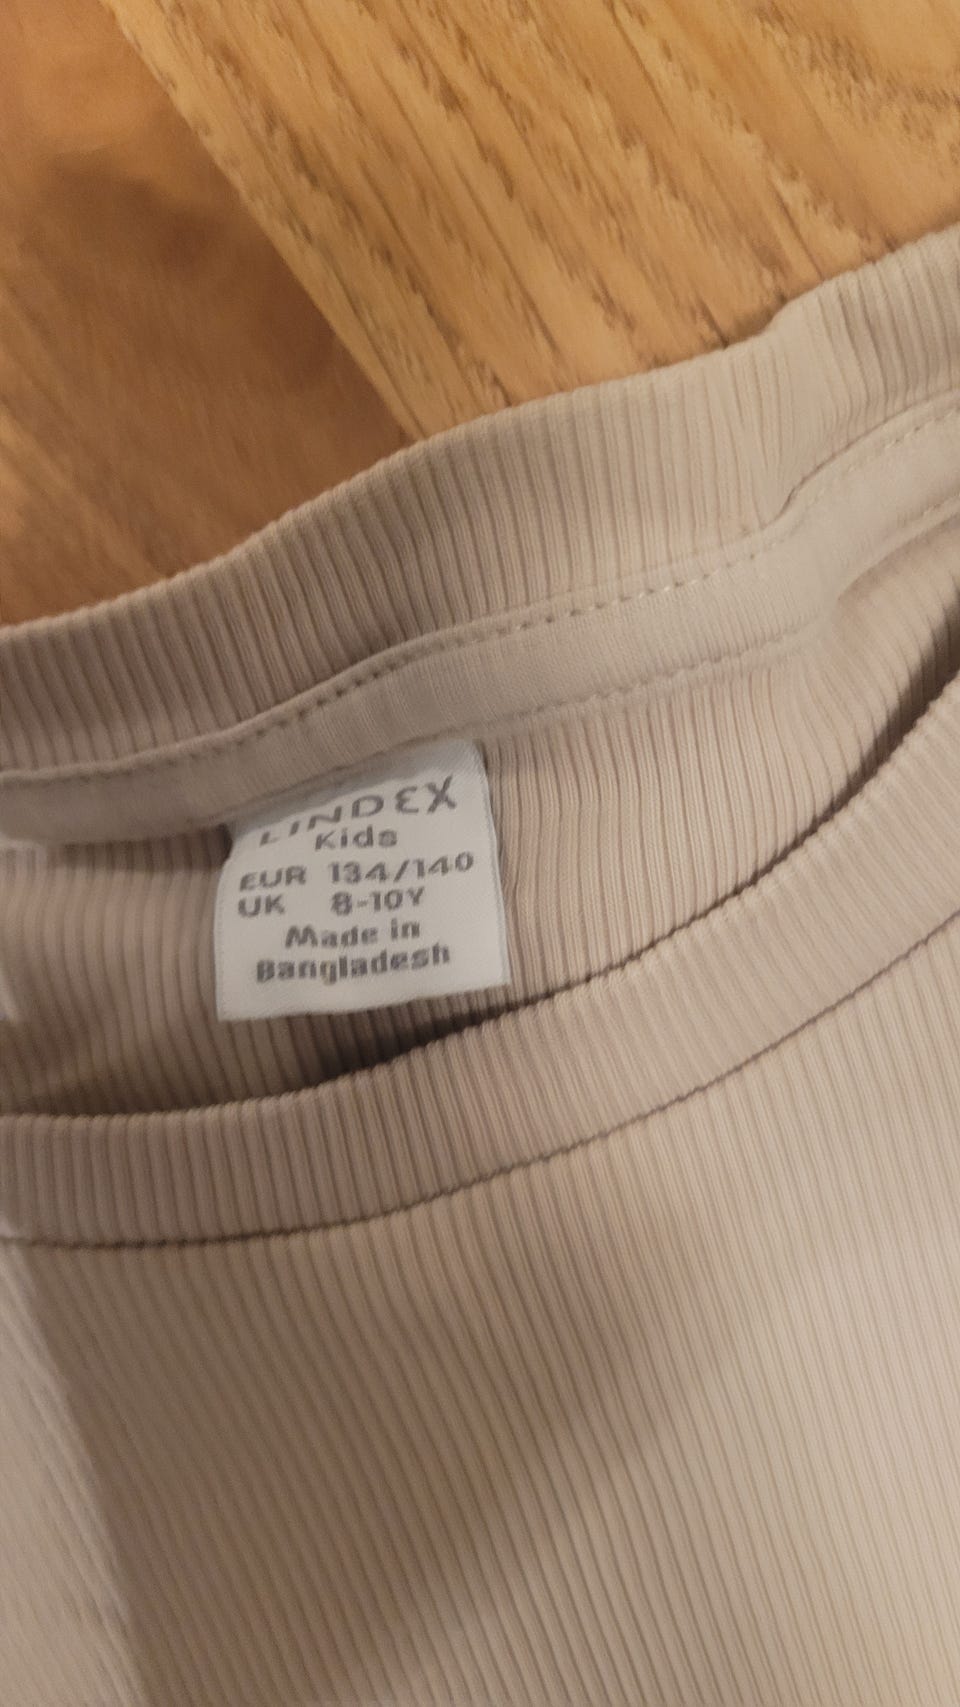 LINDEX
Kids
EUR 134/140
UK 8-10Y
Made in
Bangladesh